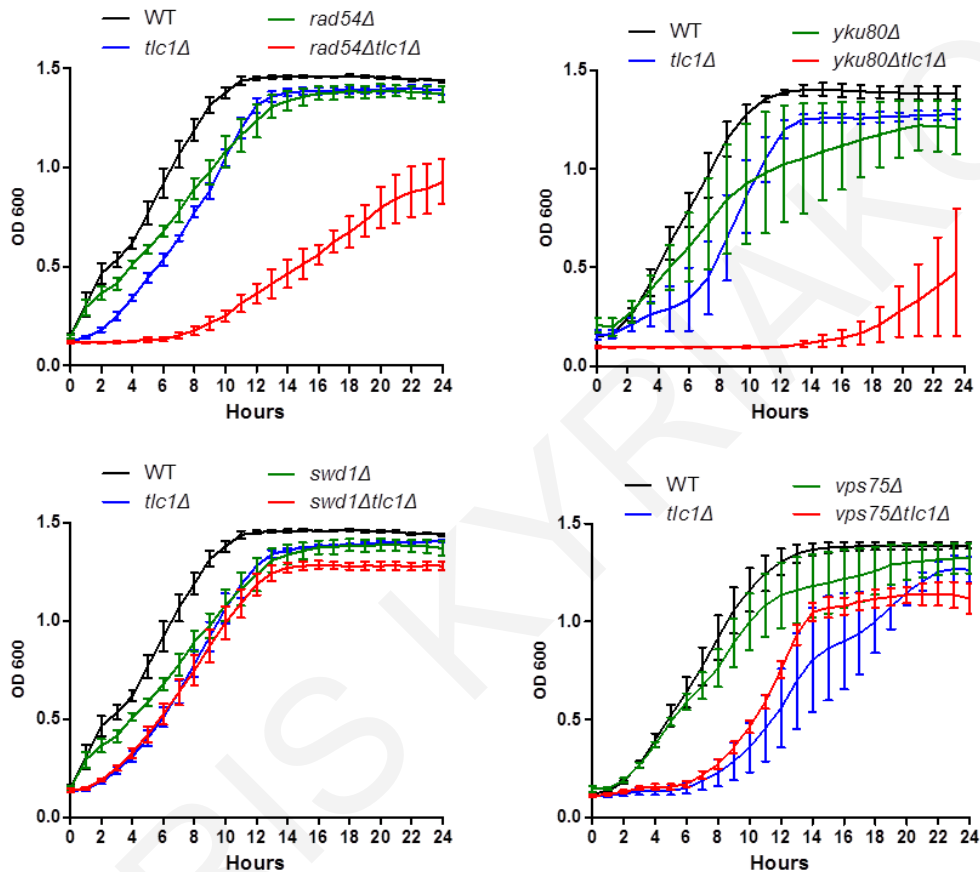 WT rad54Δ
tlc1Δ rad54Δtlc1Δ
1.5
1.0
0.5
0.0
OD 600
0 2 4 6 8 10 12 14 16 18 20 22 24
Hours
WT yku80Δ
tlc1Δ yku80Δtlc1Δ
1.5
1.0
0.5
0.0
OD 600
0 2 4 6 8 10 12 14 16 18 20 22 24
Hours
WT swd1Δ
tlc1Δ swd1Δtlc1Δ
1.5
1.0
0.5
0.0
OD 600
0 2 4 6 8 10 12 14 16 18 20 22 24
Hours
WT vps75Δ
tlc1Δ vps75Δtlc1Δ
1.5
1.0
0.5
0.0
OD 600
0 2 4 6 8 10 12 14 16 18 20 22 24
Hours
RIS KYRIAKO